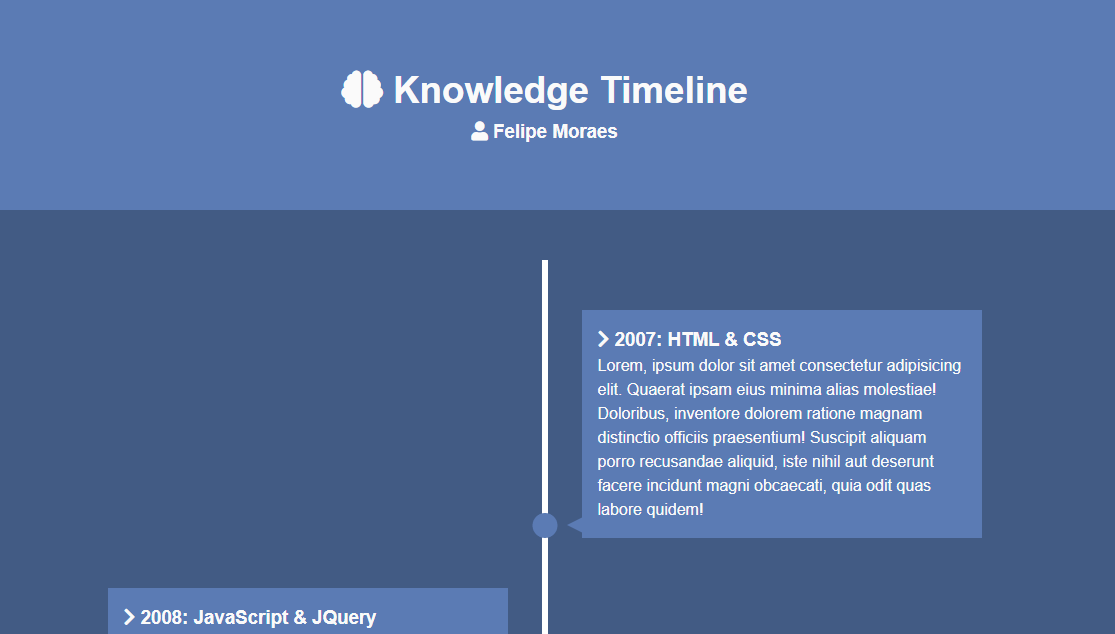 Knowledge Timeline
Felipe Moraes
2007: HTML & CSS
Lorem, ipsum dolor sit amet consectetur adipisicing
elit. Quaerat ipsam eius minima alias molestiae!
Doloribus, inventore dolorem ratione magnam
distinctio officiis praesentium! Suscipit aliquam
porro recusandae aliquid, iste nihil aut deserunt
facere incidunt magni obcaecati, quia odit quas
labore quidem!
2008: JavaScript & JQuery